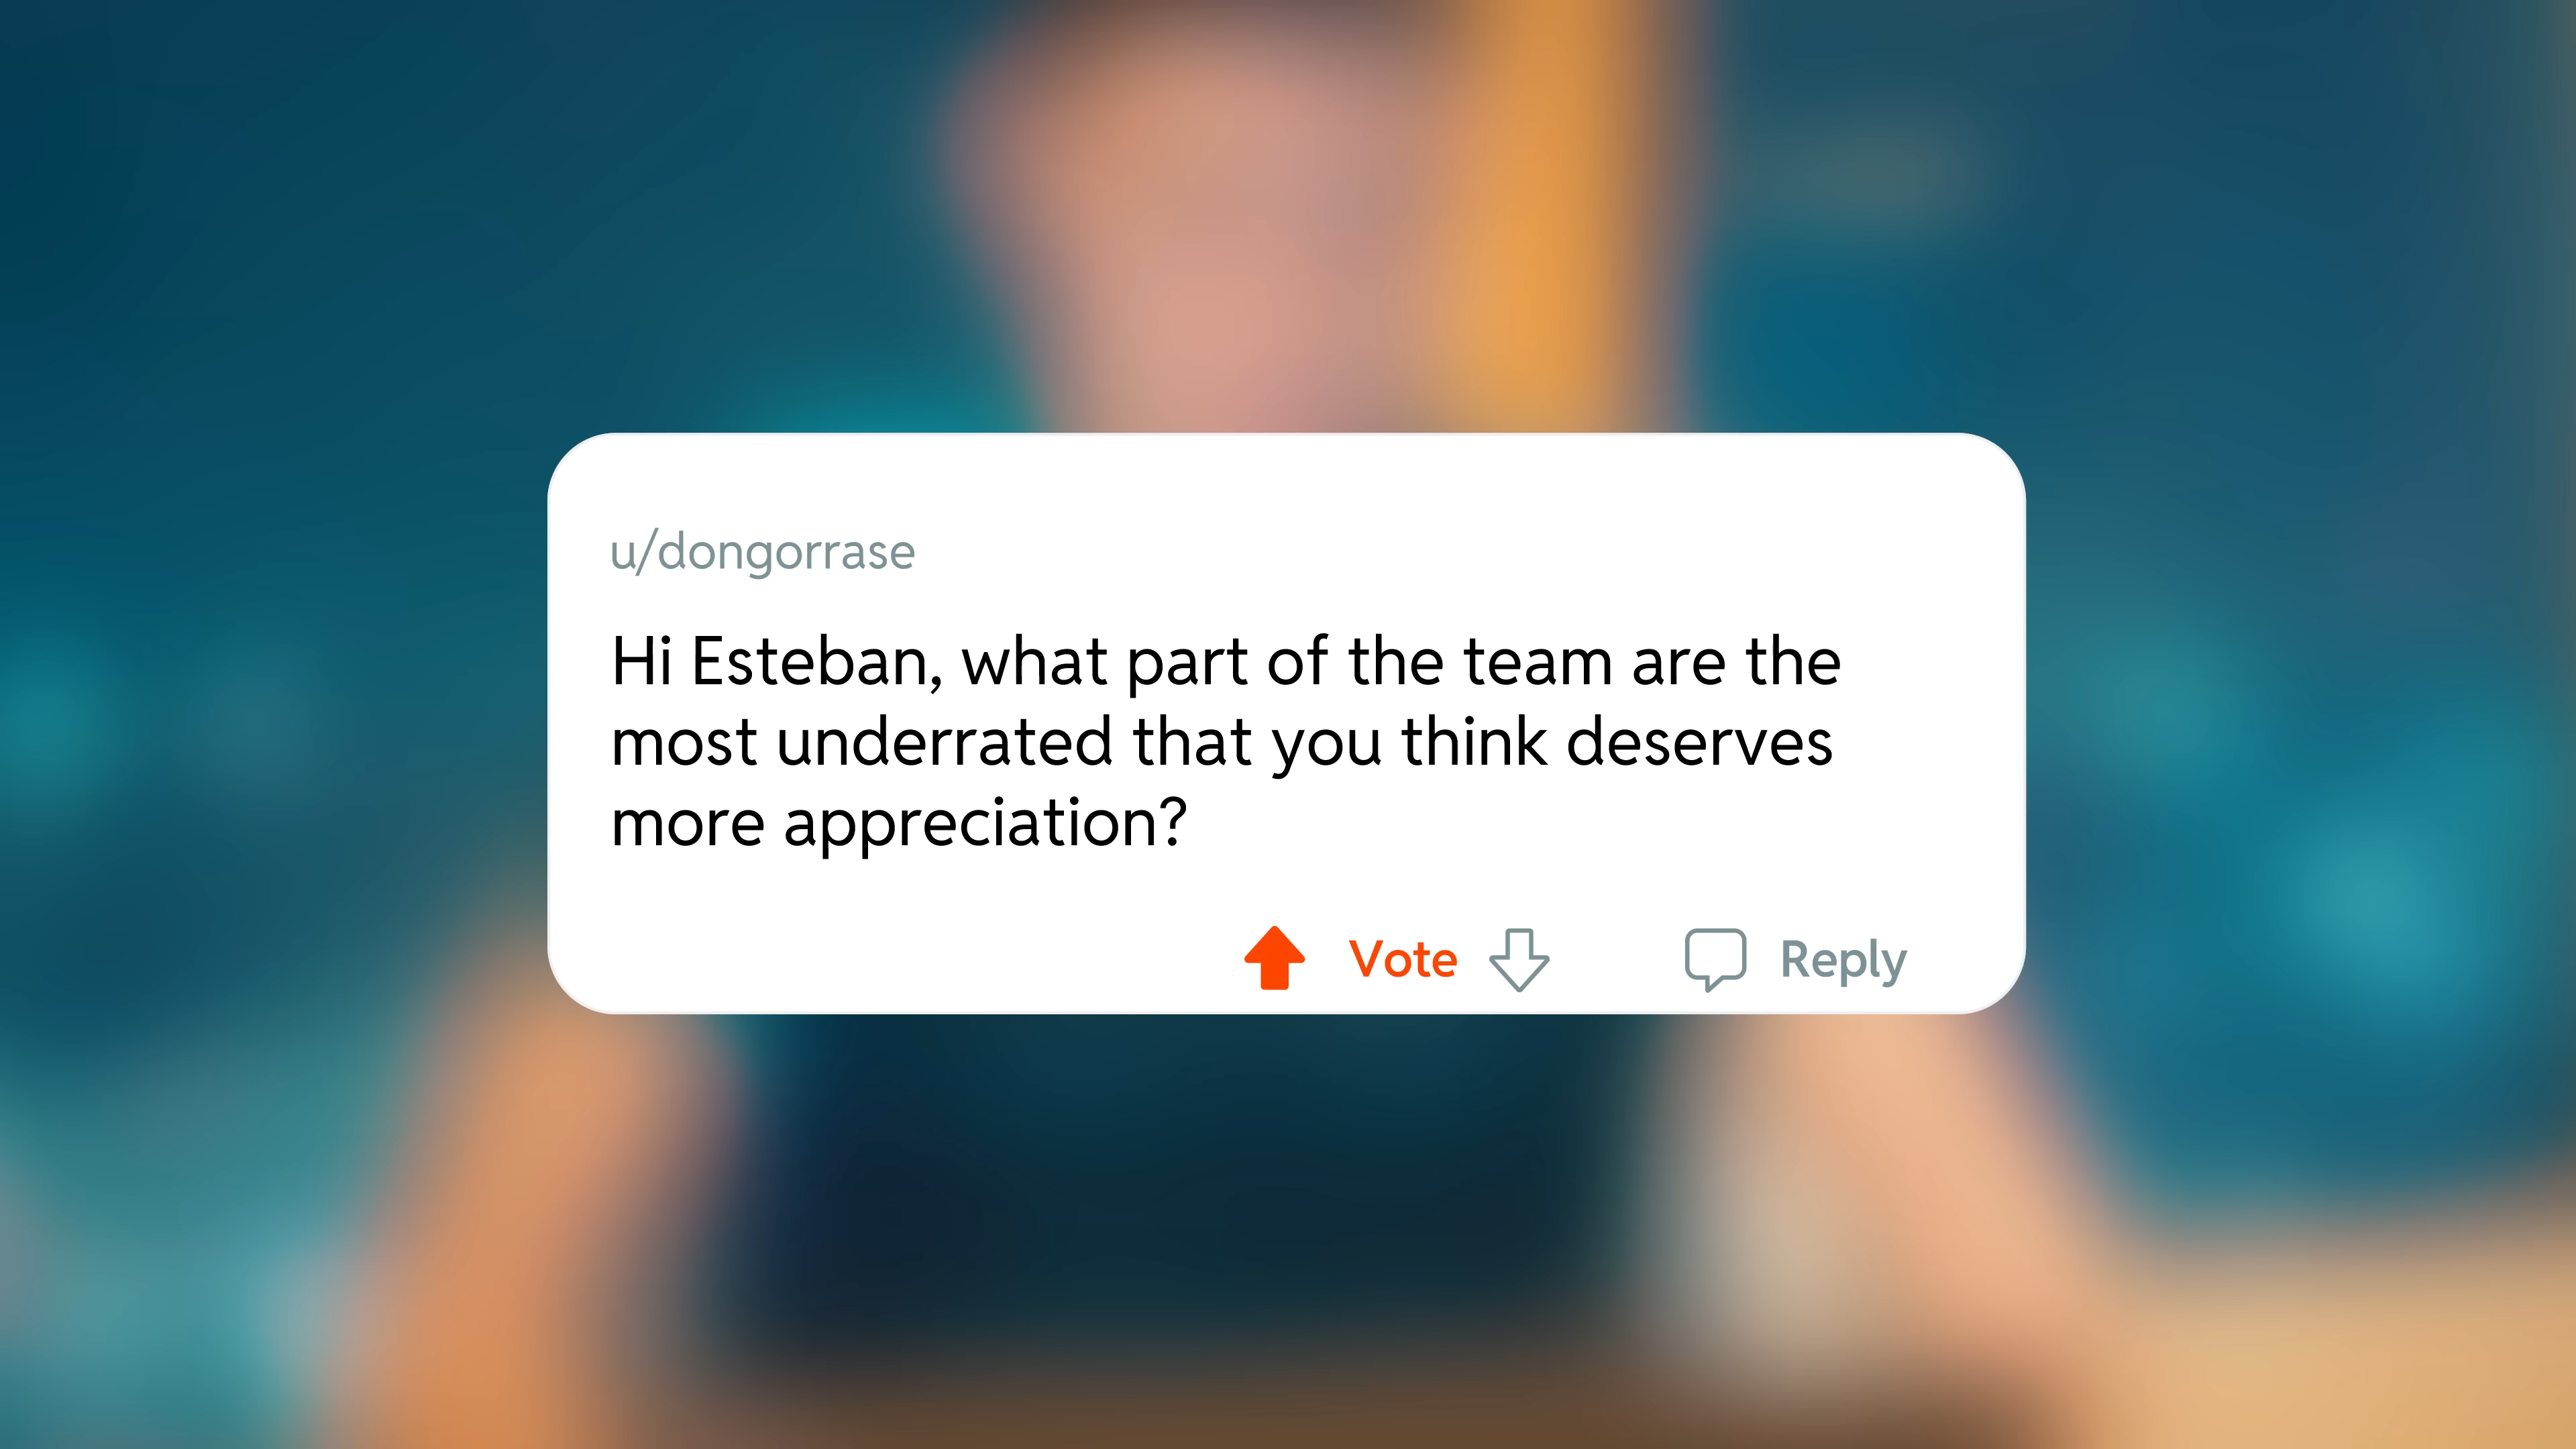 u/dongorrase
Hi Esteban, what part of the team are the
most underrated that you think deserves
more appreciation?
Vote
Reply